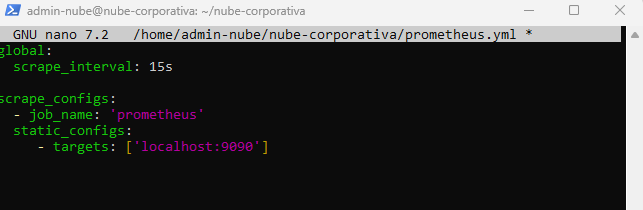 admin-nube@nube-corporativa: ~/nube-corporativa
GNU nano 7.2   /home/admin-nube/nube-corporativa/prometheus.yml *
global:
  scrape_interval: 15s

scrape_configs:
  - job_name: 'prometheus'
  static_configs:
     - targets: ['localhost:9090']